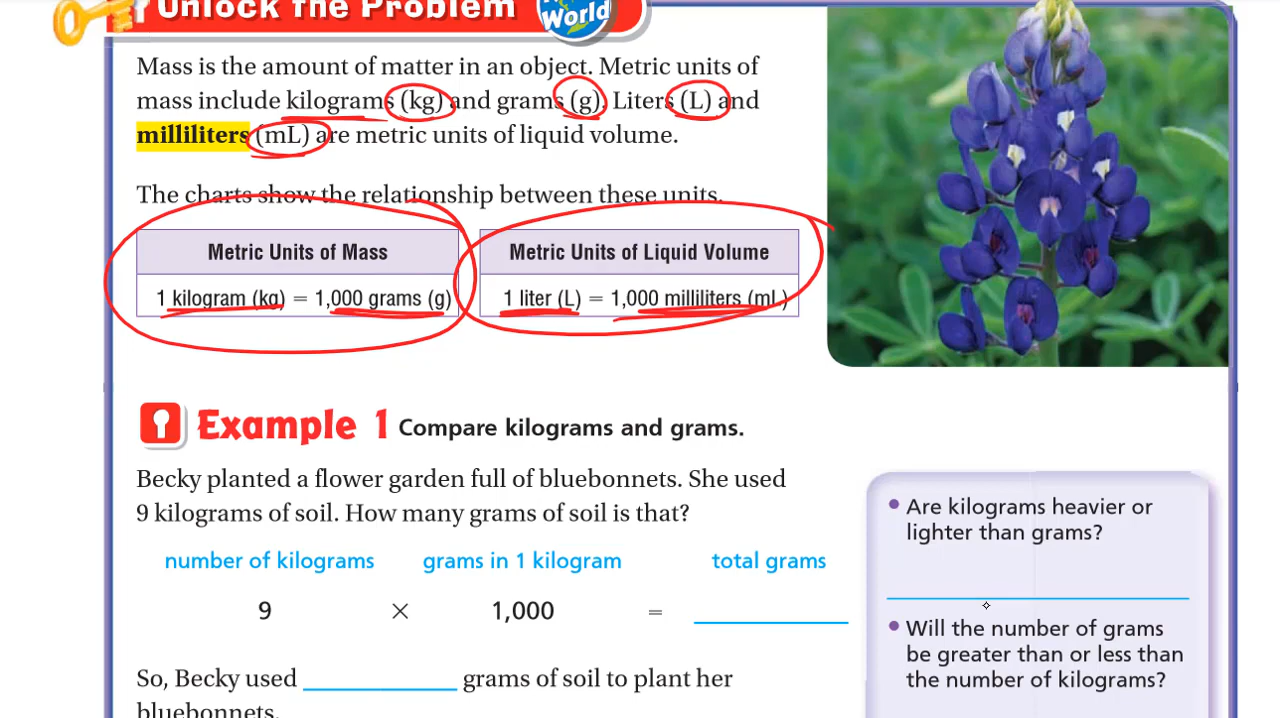 Unlock the Problem
World
Mass is the amount of matter in an object. Metric units of
mass include kilograms (kg) and grams (g). Liters (L) and
milliliters (mL) are metric units of liquid volume.
The charts show the relationship between these units.
Metric Units of Mass
1 kilogram (kg) = 1,000 grams (g)
Metric Units of Liquid Volume
1 liter (L) = 1,000 milliliters (mL)
Example 1 Compare kilograms and grams.
Becky planted a flower garden full of bluebonnets. She used
9 kilograms of soil. How many grams of soil is that?
number of kilograms grams in 1 kilogram total grams
9 × 1,000 =
So, Becky used ____ grams of soil to plant her
bluebonnets.
• Are kilograms heavier or
lighter than grams?
• Will the number of grams
be greater than or less than
the number of kilograms?